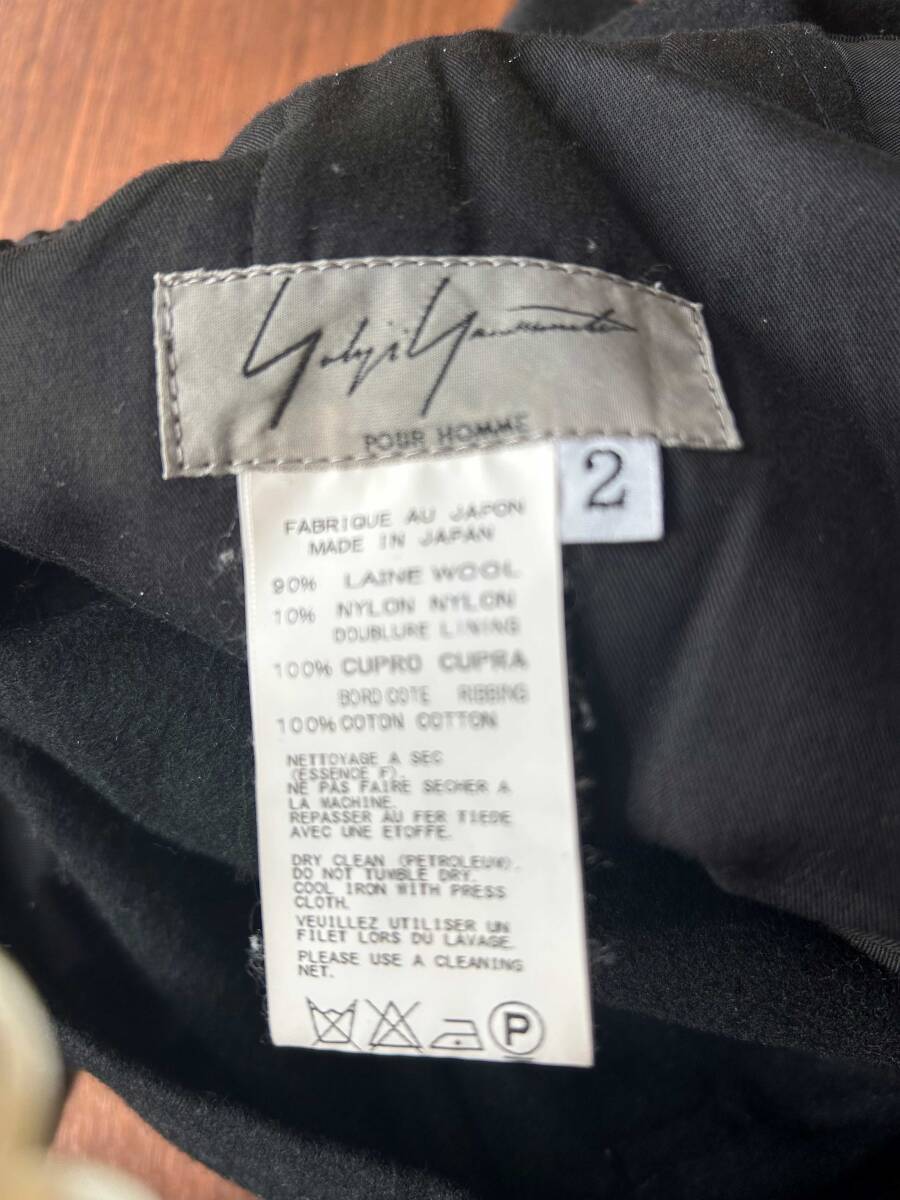 Yohji Yamamoto
POUR HOMME
2
FABRIQUE AU JAPON
MADE IN JAPAN
90% LAINE WOOL
10% NYLON NYLON
DOUBLURE LINING
100% CUPRO CUPRA
BORD COTE RIBBING
100% COTON COTTON
NETTOYAGE A SEC
(ESSENCE F).
NE PAS FAIRE SECHER A
LA MACHINE.
REPASSER AU FER TIEDE
AVEC UNE ETOFFE.
DRY CLEAN (PETROLEUM).
DO NOT TUMBLE DRY.
COOL IRON WITH PRESS
CLOTH.
VEUILLEZ UTILISER UN
FILET LORS DU LAVAGE.
PLEASE USE A CLEANING
NET.
P